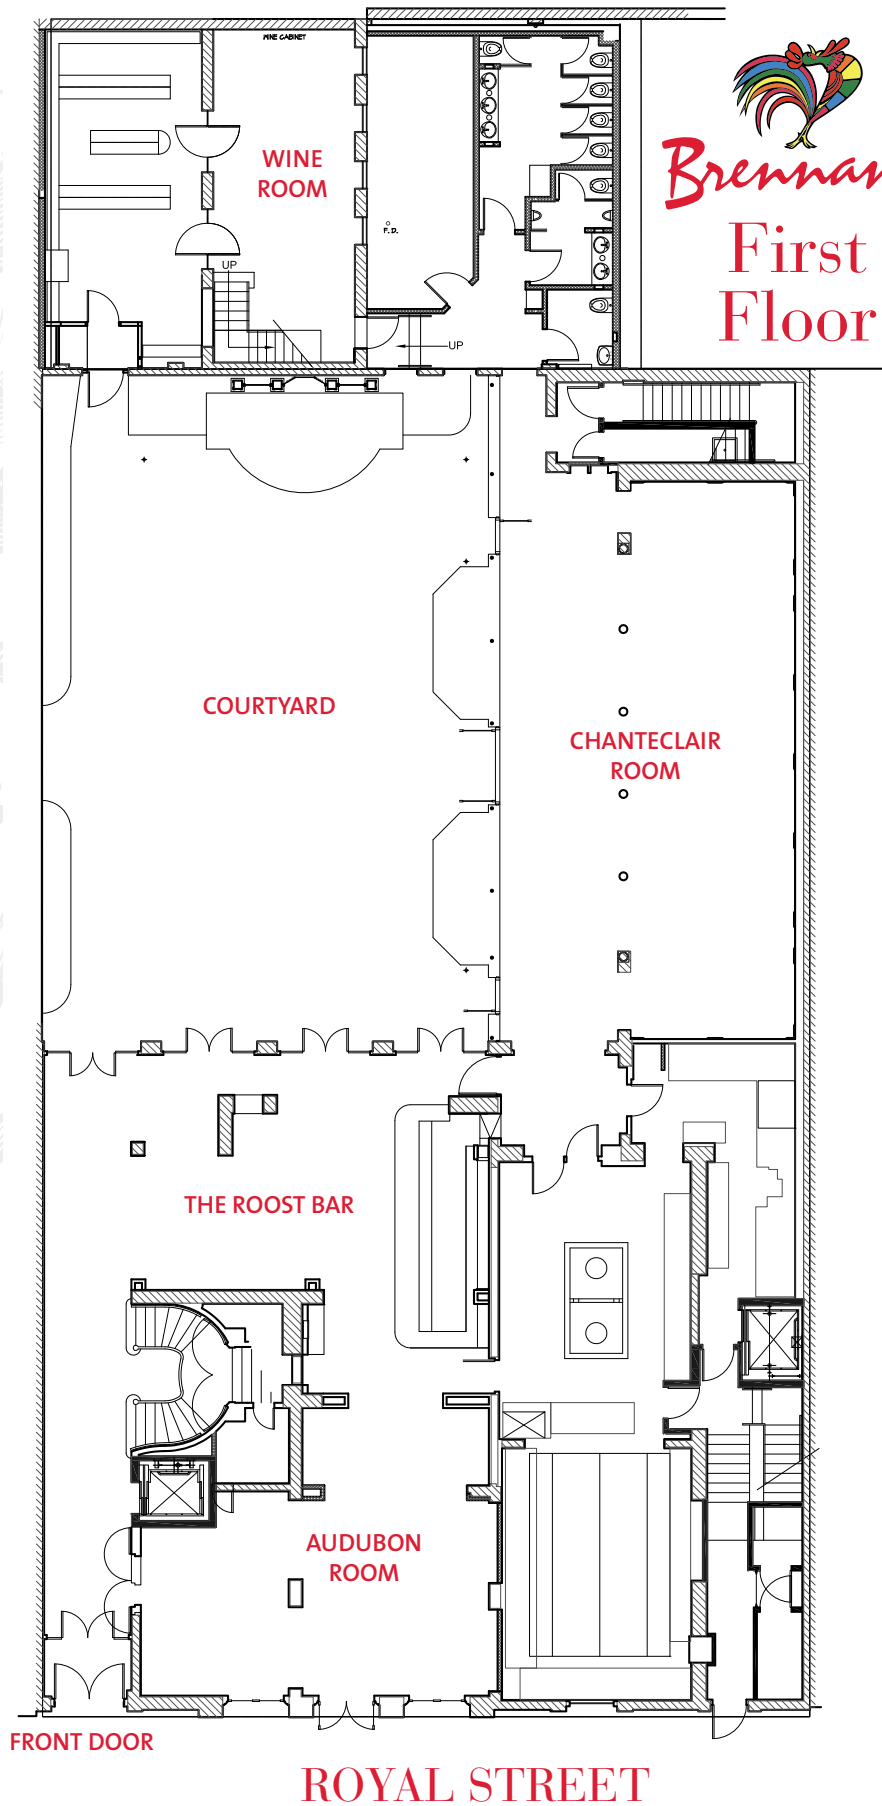 WINE CABINET
WINE
ROOM
F.D.
UP
UP
Brennan
First
Floor
COURTYARD
CHANTECLAIR
ROOM
THE ROOST BAR
AUDUBON
ROOM
FRONT DOOR
ROYAL STREET